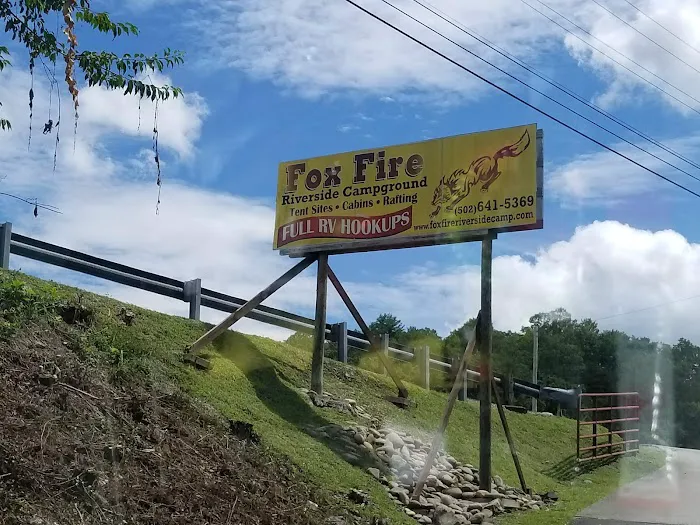 Fox Fire
Riverside Campground
Tent Sites • Cabins • Rafting
FULL RV HOOKUPS
(502)641-5369
www.foxfireriversidecamp.com